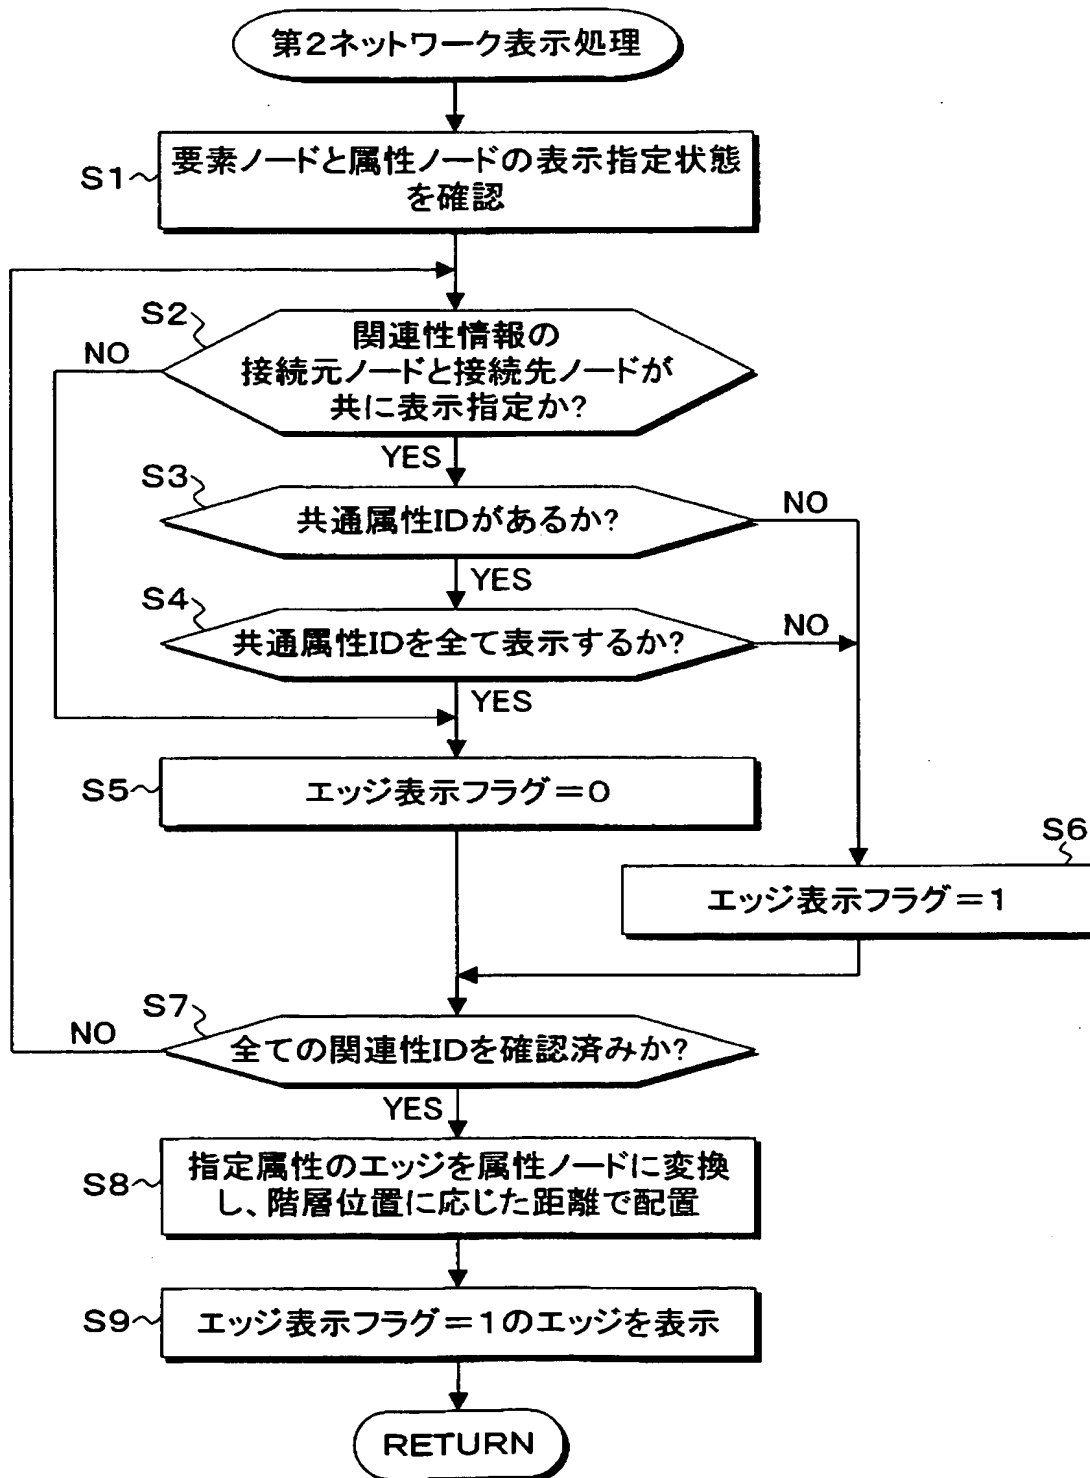 第2ネットワーク表示処理
S1
要素ノードと属性ノードの表示指定状態
を確認
S2
NO
関連性情報の
接続元ノードと接続先ノードが
共に表示指定か?
YES
S3
共通属性IDがあるか?
NO
YES
S4
共通属性IDを全て表示するか?
NO
YES
S5
エッジ表示フラグ=0
S6
エッジ表示フラグ=1
S7
NO
全ての関連性IDを確認済みか?
YES
S8
指定属性のエッジを属性ノードに変換
し、階層位置に応じた距離で配置
S9
エッジ表示フラグ=1のエッジを表示
RETURN